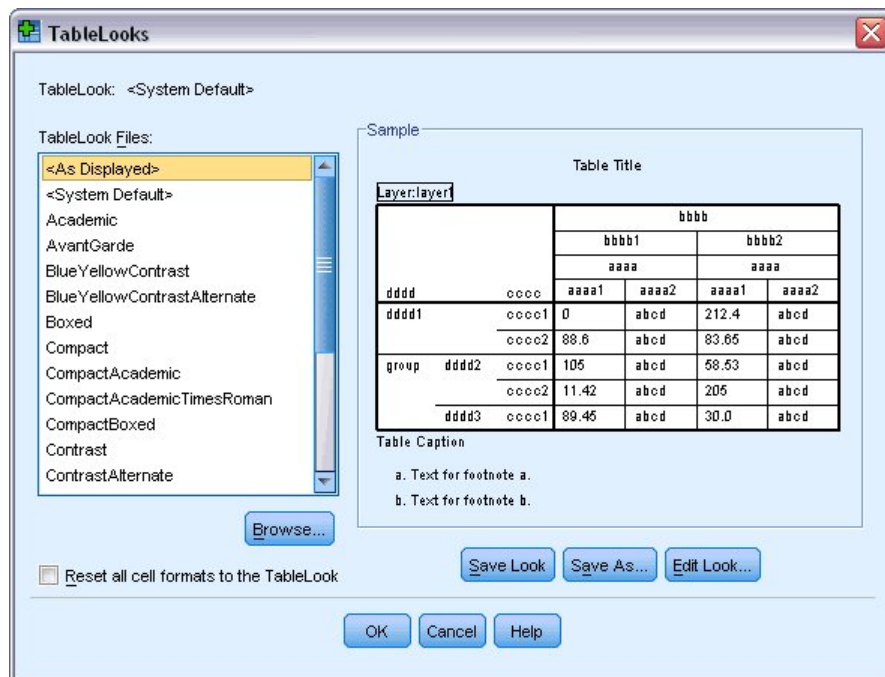 TableLooks
TableLook: <System Default>
TableLook Files:
<As Displayed>
<System Default>
Academic
AvantGarde
BlueYellowContrast
BlueYellowContrastAlternate
Boxed
Compact
CompactAcademic
CompactAcademicTimesRoman
CompactBoxed
Contrast
ContrastAlternate
Browse...
Reset all cell formats to the TableLook
Sample
Table Title
Layer:layer1
bbbb
bbbb1 bbbb2
aaaa aaaa
dddd cccc aaaa1 aaaa2 aaaa1 aaaa2
dddd1 cccc1 0 abcd 212.4 abcd
cccc2 88.6 abcd 83.65 abcd
group dddd2 cccc1 105 abcd 58.53 abcd
cccc2 11.42 abcd 205 abcd
dddd3 cccc1 89.45 abcd 30.0 abcd
Table Caption
a. Text for footnote a.
b. Text for footnote b.
Save Look Save As... Edit Look...
OK Cancel Help